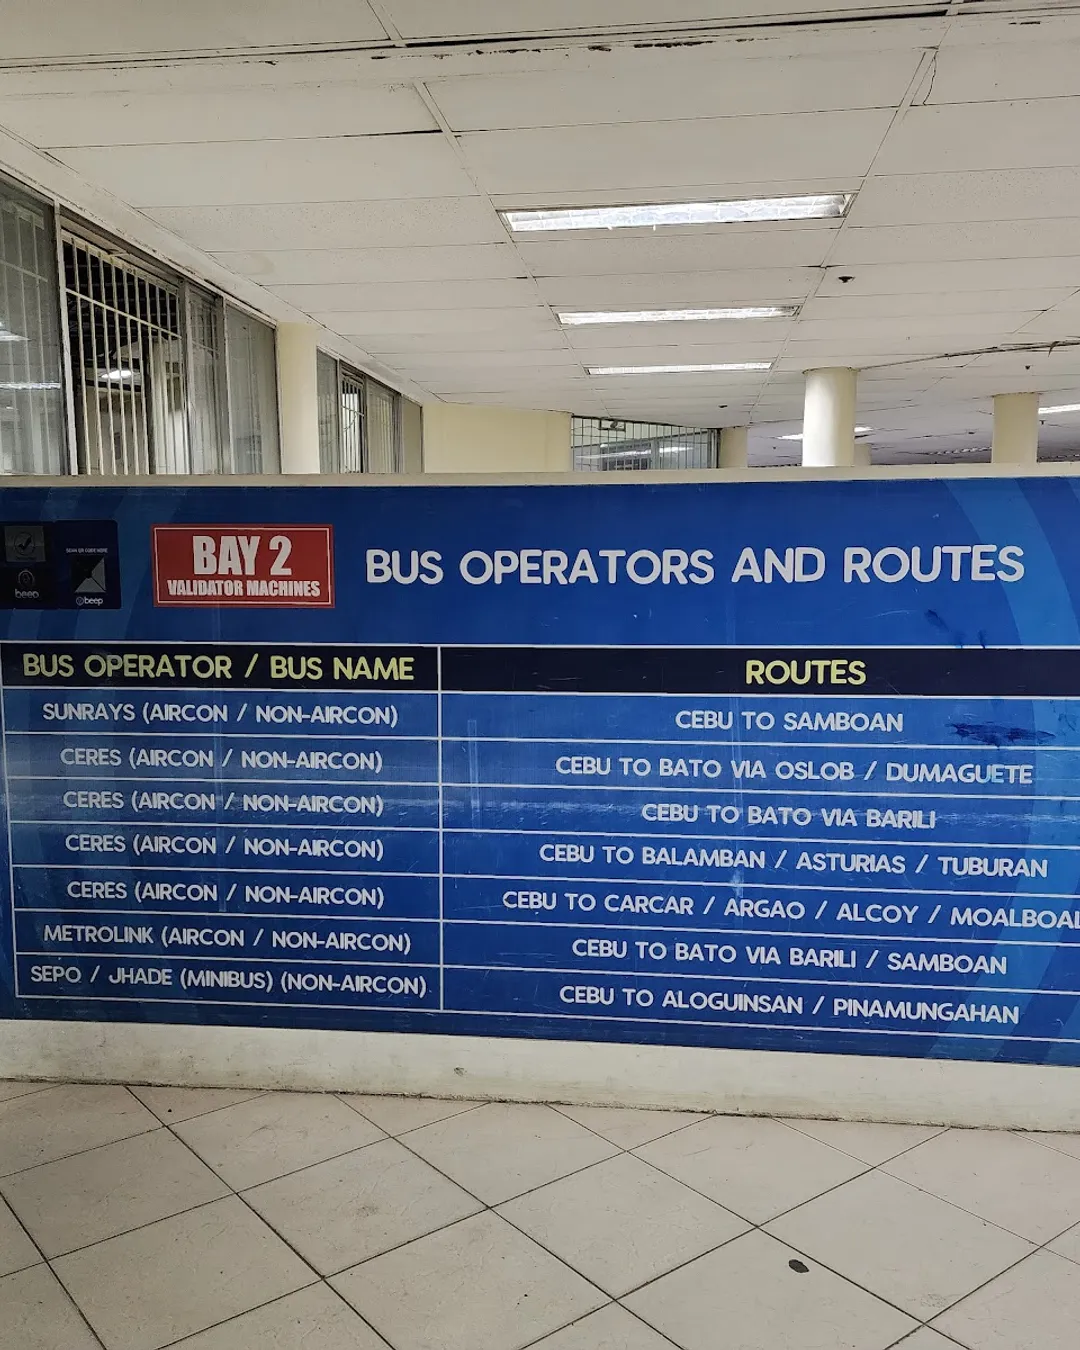 SCAN QR CODE HERE
beep
beep
BAY 2
VALIDATOR MACHINES
BUS OPERATORS AND ROUTES
BUS OPERATOR / BUS NAME
ROUTES
SUNRAYS (AIRCON / NON-AIRCON)
CEBU TO SAMBOAN
CERES (AIRCON / NON-AIRCON)
CEBU TO BATO VIA OSLOB / DUMAGUETE
CERES (AIRCON / NON-AIRCON)
CEBU TO BATO VIA BARILI
CERES (AIRCON / NON-AIRCON)
CEBU TO BALAMBAN / ASTURIAS / TUBURAN
CERES (AIRCON / NON-AIRCON)
CEBU TO CARCAR / ARGAO / ALCOY / MOALBOAL
METROLINK (AIRCON / NON-AIRCON)
CEBU TO BATO VIA BARILI / SAMBOAN
SEPO / JHADE (MINIBUS) (NON-AIRCON)
CEBU TO ALOGUINSAN / PINAMUNGAHAN